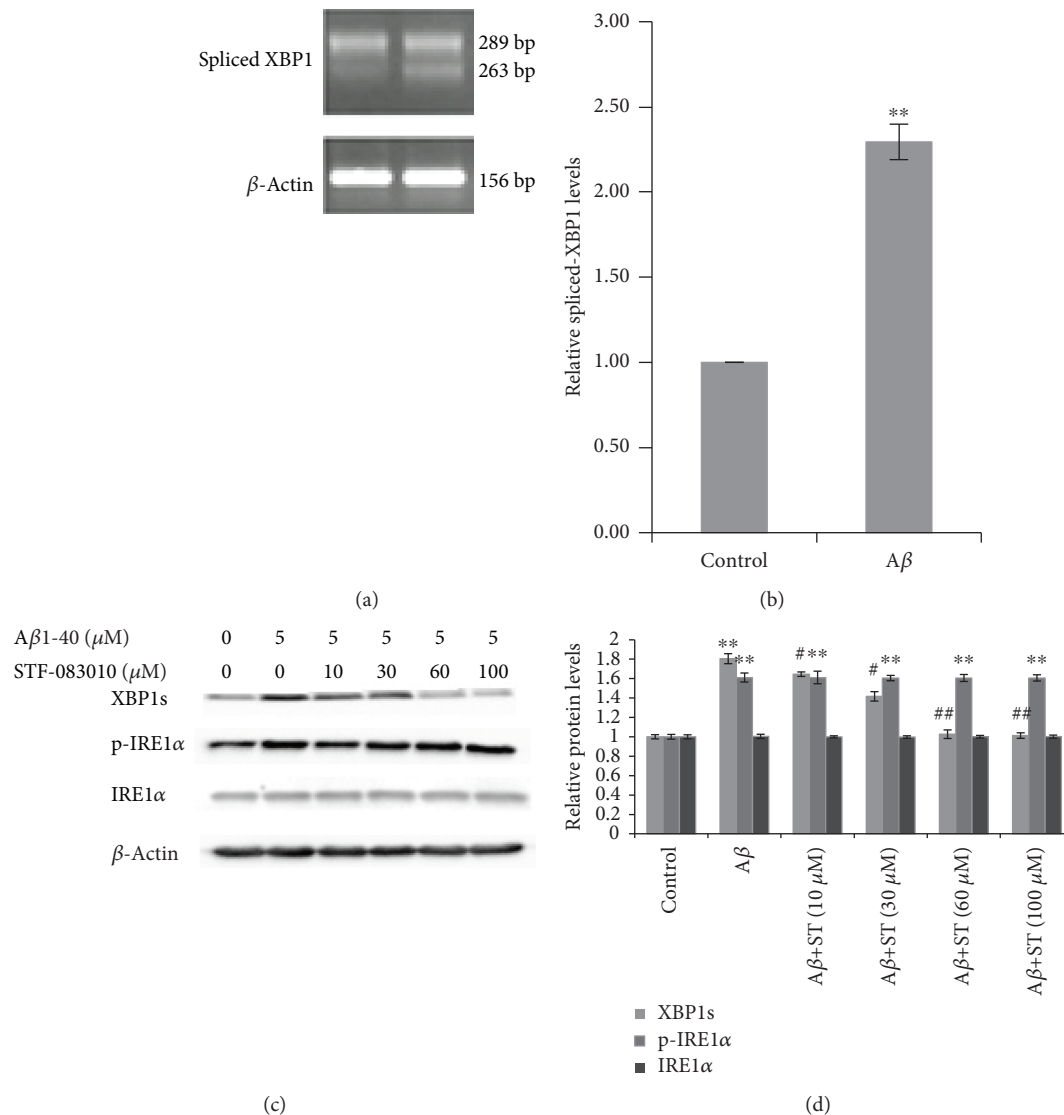 Spliced XBP1
289 bp
263 bp
β-Actin
156 bp
(a)
Relative spliced-XBP1 levels
3.00
2.50
2.00
1.50
1.00
0.50
0.00
**
Control
Aβ
(b)
Aβ1-40 (μM) 0 5 5 5 5 5
STF-083010 (μM) 0 0 10 30 60 100
XBP1s
p-IRE1α
IRE1α
β-Actin
(c)
Relative protein levels
2
1.8
1.6
1.4
1.2
1
0.8
0.6
0.4
0.2
0
** ** # ** # ** ## ** ## **
Control
Aβ
Aβ+ST (10 μM)
Aβ+ST (30 μM)
Aβ+ST (60 μM)
Aβ+ST (100 μM)
XBP1s
p-IRE1α
IRE1α
(d)